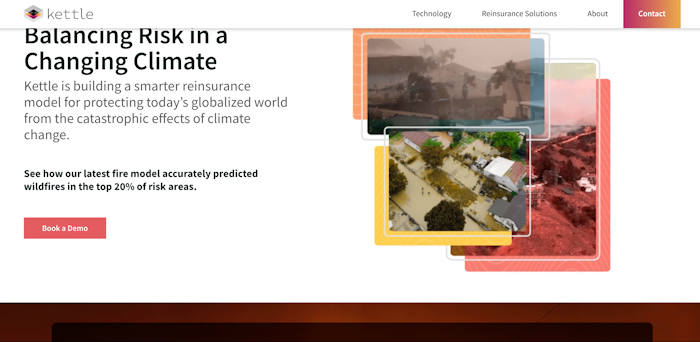 kettle
Technology
Reinsurance Solutions
About
Contact
Balancing Risk in a
Changing Climate
Kettle is building a smarter reinsurance
model for protecting today’s globalized world
from the catastrophic effects of climate
change.
See how our latest fire model accurately predicted
wildfires in the top 20% of risk areas.
Book a Demo